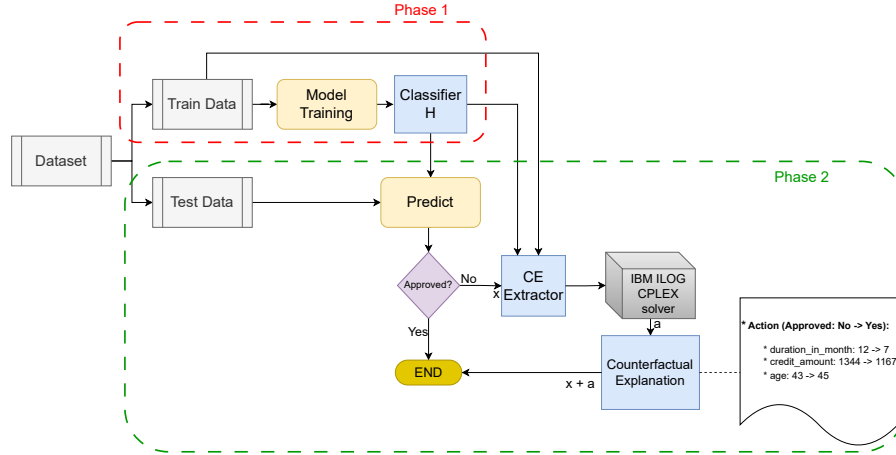 Phase 1
Train Data
Model
Training
Classifier
H
Dataset
Phase 2
Test Data
Predict
Approved?
No
x
CE
Extractor
IBM ILOG
CPLEX
solver
a
Yes
* Action (Approved: No -> Yes):
* duration_in_month: 12 -> 7
* credit_amount: 1344 -> 1167
* age: 43 -> 45
Counterfactual
Explanation
END
x + a